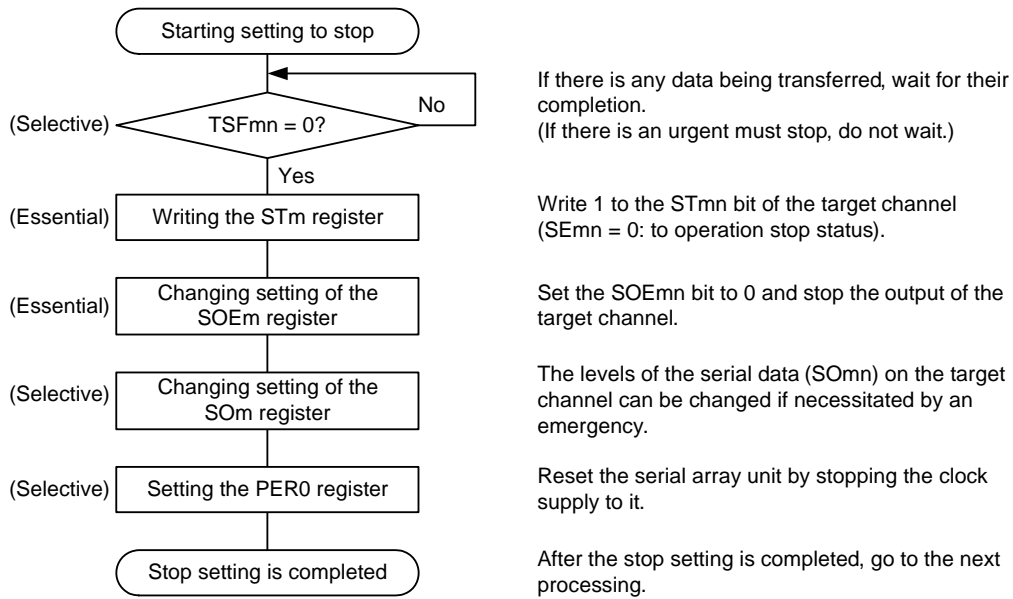 Starting setting to stop
If there is any data being transferred, wait for their
completion.
(If there is an urgent must stop, do not wait.)
No
(Selective)
TSFmn = 0?
Yes
(Essential)
Writing the STm register
Write 1 to the STmn bit of the target channel
(SEmn = 0: to operation stop status).
(Essential)
Changing setting of the
SOEm register
Set the SOEmn bit to 0 and stop the output of the
target channel.
(Selective)
Changing setting of the
SOm register
The levels of the serial data (SOmn) on the target
channel can be changed if necessitated by an
emergency.
(Selective)
Setting the PER0 register
Reset the serial array unit by stopping the clock
supply to it.
Stop setting is completed
After the stop setting is completed, go to the next
processing.